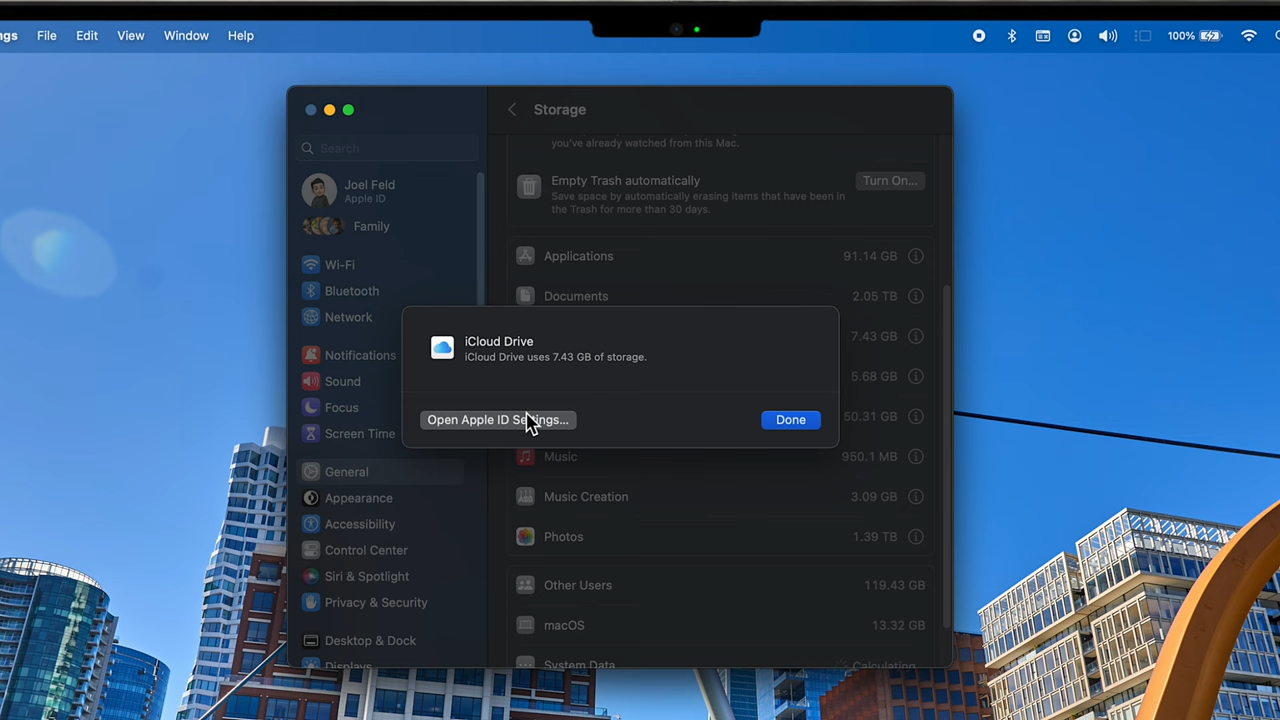 ngs File Edit View Window Help 100%
Storage
Search
Joel Feld
Apple ID
Family
Wi-Fi
Bluetooth
Network
Notifications
Sound
Focus
Screen Time
General
Appearance
Accessibility
Control Center
Siri & Spotlight
Privacy & Security
Desktop & Dock
Displays
you've already watched from this Mac.
Empty Trash automatically Turn On...
Save space by automatically erasing items that have been in
the Trash for more than 30 days.
Applications 91.14 GB
Documents 2.05 TB
7.43 GB
5.68 GB
50.31 GB
Music 950.1 MB
Music Creation 3.09 GB
Photos 1.39 TB
Other Users 119.43 GB
macOS 13.32 GB
System Data Calculating
iCloud Drive
iCloud Drive uses 7.43 GB of storage.
Open Apple ID Settings... Done